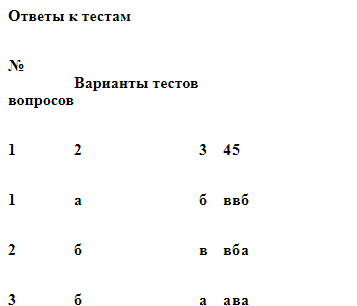 Ответы к тестам
№
Варианты тестов
вопросов
1 2 3 45
1 а б ввб
2 б в вба
3 б а ава